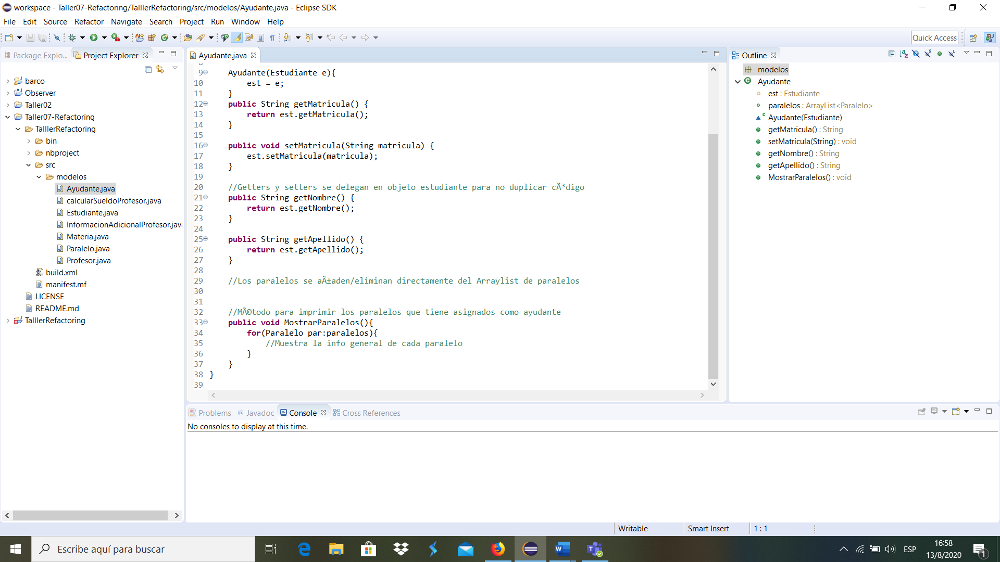 workspace - Taller07-Refactoring/TalllerRefactoring/src/modelos/Ayudante.java - Eclipse SDK
File Edit Source Refactor Navigate Search Project Run Window Help
Quick Access
Package Explo...
Project Explorer
barco
Observer
Taller02
Taller07-Refactoring
TalllerRefactoring
bin
nbproject
src
modelos
Ayudante.java
calcularSueldoProfesor.java
Estudiante.java
InformacionAdicionalProfesor.java
Materia.java
Paralelo.java
Profesor.java
build.xml
manifest.mf
LICENSE
README.md
TalllerRefactoring
Ayudante.java
9 Ayudante(Estudiante e){
10 est = e;
11 }
12 public String getMatricula() {
13 return est.getMatricula();
14 }
15
16 public void setMatricula(String matricula) {
17 est.setMatricula(matricula);
18 }
19
20 //Getters y setters se delegan en objeto estudiante para no duplicar cÃ³digo
21 public String getNombre() {
22 return est.getNombre();
23 }
24
25 public String getApellido() {
26 return est.getApellido();
27 }
28
29 //Los paralelos se aÃ±aden/eliminan directamente del Arraylist de paralelos
30
31
32 //MÃ©todo para imprimir los paralelos que tiene asignados como ayudante
33 public void MostrarParalelos(){
34 for(Paralelo par:paralelos){
35 //Muestra la info general de cada paralelo
36 }
37 }
38 }
39
Outline
modelos
Ayudante
est : Estudiante
paralelos : ArrayList<Paralelo>
Ayudante(Estudiante)
getMatricula() : String
setMatricula(String) : void
getNombre() : String
getApellido() : String
MostrarParalelos() : void
Problems
Javadoc
Console
Cross References
No consoles to display at this time.
Writable
Smart Insert
1 : 1
Escribe aquí para buscar
ESP
16:58
13/8/2020
1